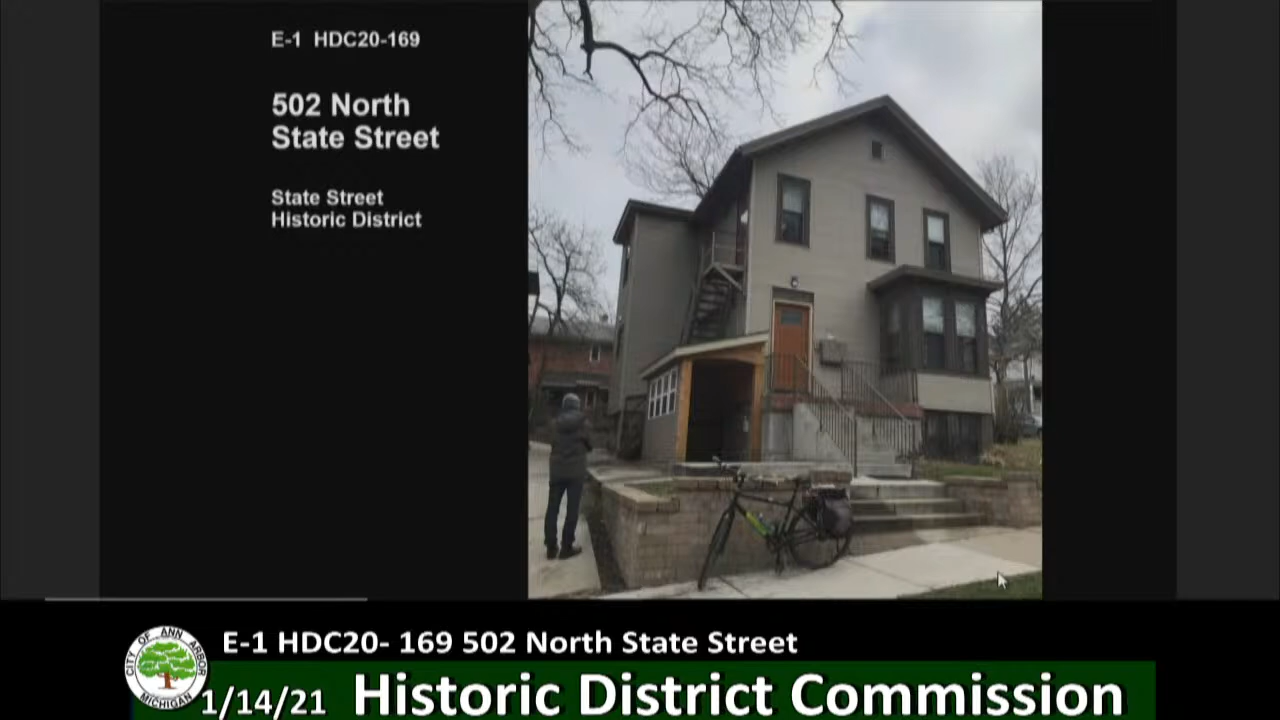 E-1 HDC20-169
502 North
State Street
State Street
Historic District
CITY OF ANN ARBOR
MICHIGAN
E-1 HDC20- 169 502 North State Street
1/14/21 Historic District Commission